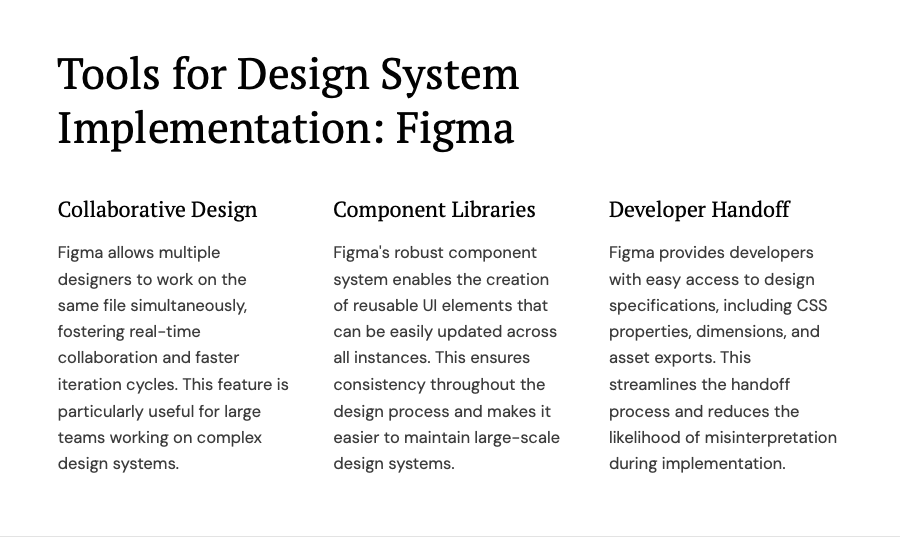 Tools for Design System
Implementation: Figma
Collaborative Design
Figma allows multiple
designers to work on the
same file simultaneously,
fostering real-time
collaboration and faster
iteration cycles. This feature is
particularly useful for large
teams working on complex
design systems.
Component Libraries
Figma's robust component
system enables the creation
of reusable UI elements that
can be easily updated across
all instances. This ensures
consistency throughout the
design process and makes it
easier to maintain large-scale
design systems.
Developer Handoff
Figma provides developers
with easy access to design
specifications, including CSS
properties, dimensions, and
asset exports. This
streamlines the handoff
process and reduces the
likelihood of misinterpretation
during implementation.